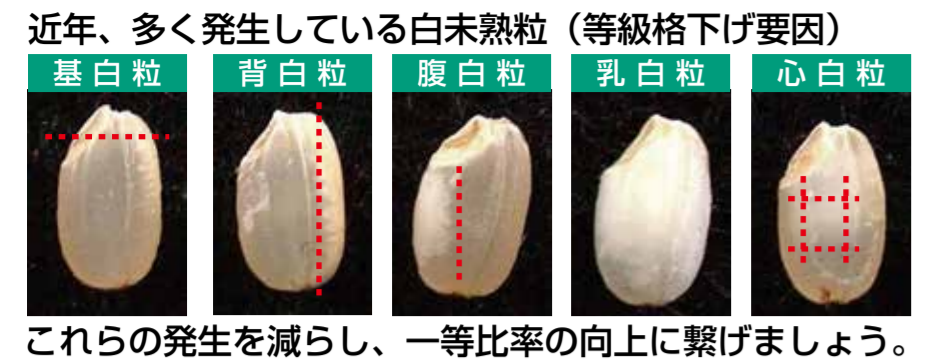 近年、多く発生している白未熟粒（等級格下げ要因）
基白粒 背白粒 腹白粒 乳白粒 心白粒
これらの発生を減らし、一等比率の向上に繋げましょう。